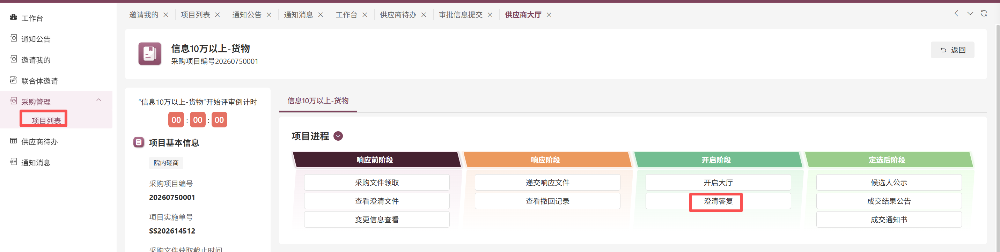 工作台
通知公告
邀请我的
联合体邀请
采购管理
项目列表
供应商待办
通知消息
邀请我的 项目列表 通知公告 通知消息 工作台 供应商待办 审批信息提交 供应商大厅
信息10万以上-货物
采购项目编号20260750001
返回
“信息10万以上-货物”开始评审倒计时
00 : 00 : 00
项目基本信息
院内磋商
采购项目编号
20260750001
项目实施单号
SS202614512
采购文件获取截止时间
信息10万以上-货物
项目进程
响应前阶段
采购文件领取
查看澄清文件
变更信息查看
响应阶段
递交响应文件
查看撤回记录
开启阶段
开启大厅
澄清答复
定选后阶段
候选人公示
成交结果公告
成交通知书